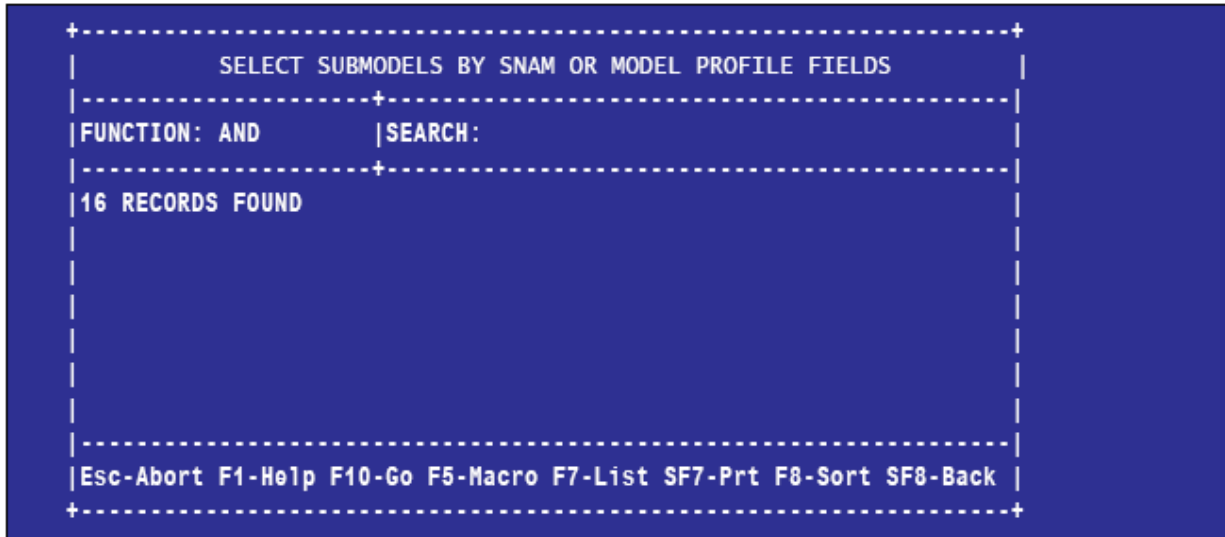 SELECT SUBMODELS BY SNAM OR MODEL PROFILE FIELDS
FUNCTION: AND |SEARCH:
16 RECORDS FOUND
Esc-Abort F1-Help F10-Go F5-Macro F7-List SF7-Prt F8-Sort SF8-Back